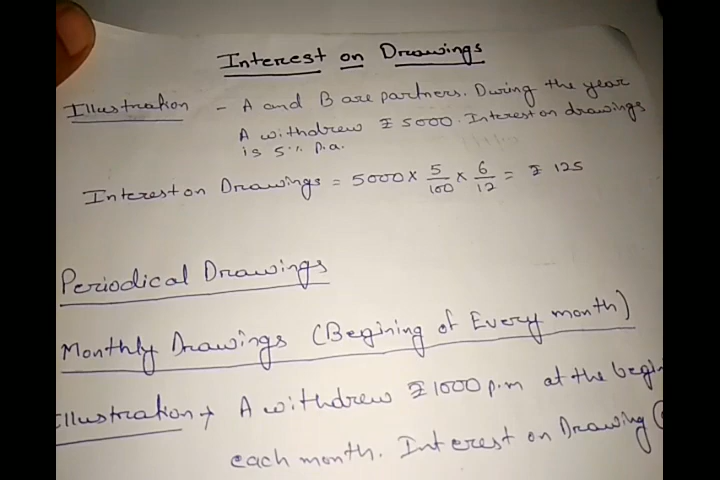 Interest on Drawings
Illustration - A and B are partners. During the year
A withdrew ₹ 5000. Interest on drawings
is 5% p.a.
Interest on Drawings = 5000 × 5/100 × 6/12 = ₹ 125
Periodical Drawings
Monthly Drawings (Begining of Every month)
Illustration → A withdrew ₹ 1000 p.m at the begin
each month. Interest on Drawing